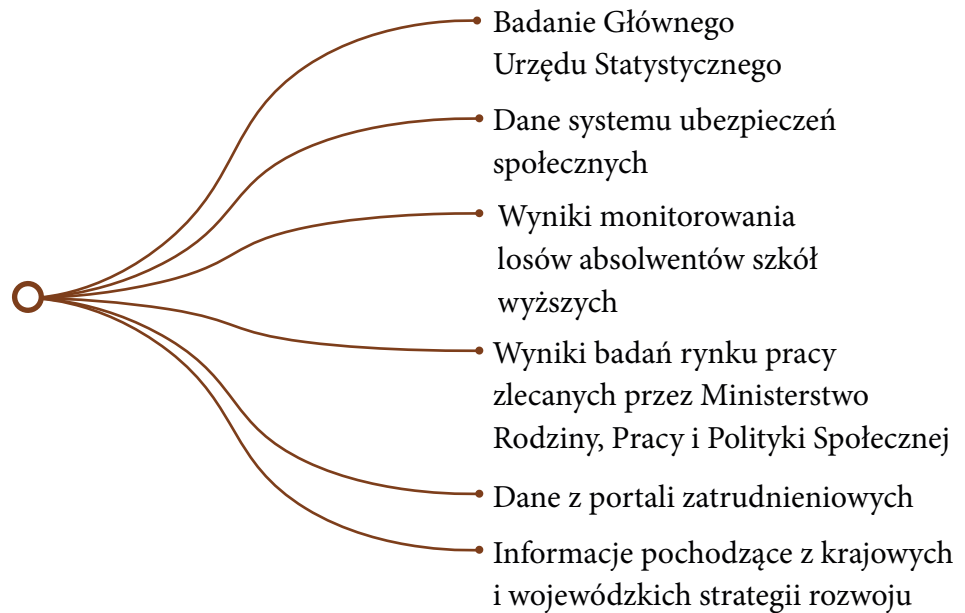 Badanie Głównego
Urzędu Statystycznego
Dane systemu ubezpieczeń
społecznych
Wyniki monitorowania
losów absolwentów szkół
wyższych
Wyniki badań rynku pracy
zlecanych przez Ministerstwo
Rodziny, Pracy i Polityki Społecznej
Dane z portali zatrudnieniowych
Informacje pochodzące z krajowych
i wojewódzkich strategii rozwoju